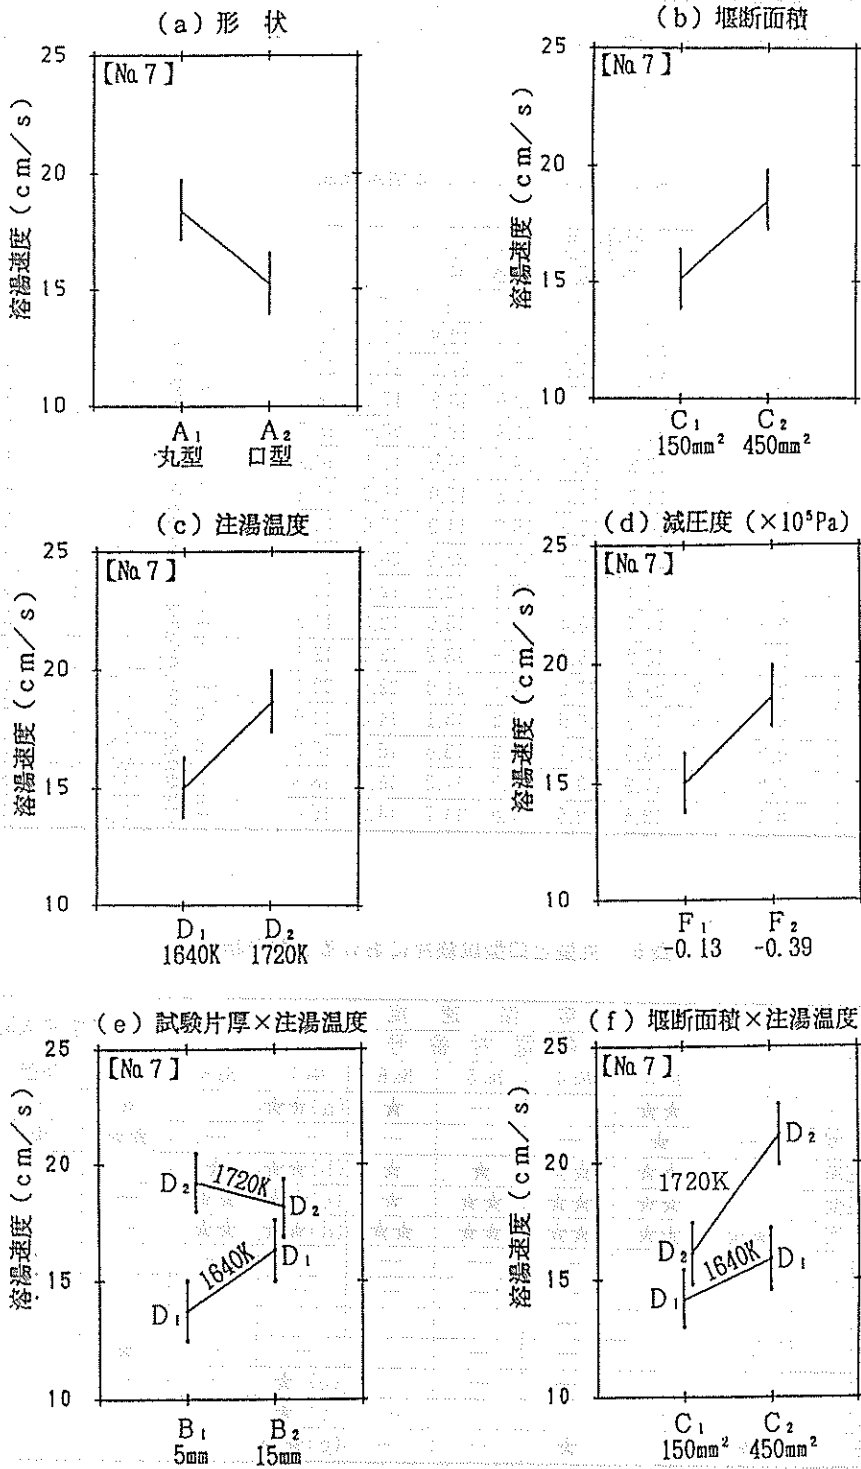 (a) 形 状
溶湯速度 (cm/s)
25
20
15
10
【No.7】
A₁ A₂
丸型 口型
(b) 堰断面積
溶湯速度 (cm/s)
25
20
15
10
【No.7】
C₁ C₂
150mm² 450mm²
(c) 注湯温度
溶湯速度 (cm/s)
25
20
15
10
【No.7】
D₁ D₂
1640K 1720K
(d) 減圧度 (×10⁵Pa)
溶湯速度 (cm/s)
25
20
15
10
【No.7】
F₁ F₂
-0.13 -0.39
(e) 試験片厚×注湯温度
溶湯速度 (cm/s)
25
20
15
10
【No.7】
D₂ 1720K D₂
D₁ 1640K D₁
B₁ B₂
5mm 15mm
(f) 堰断面積×注湯温度
溶湯速度 (cm/s)
25
20
15
10
【No.7】
D₂ 1720K D₂
D₁ 1640K D₁
C₁ C₂
150mm² 450mm²